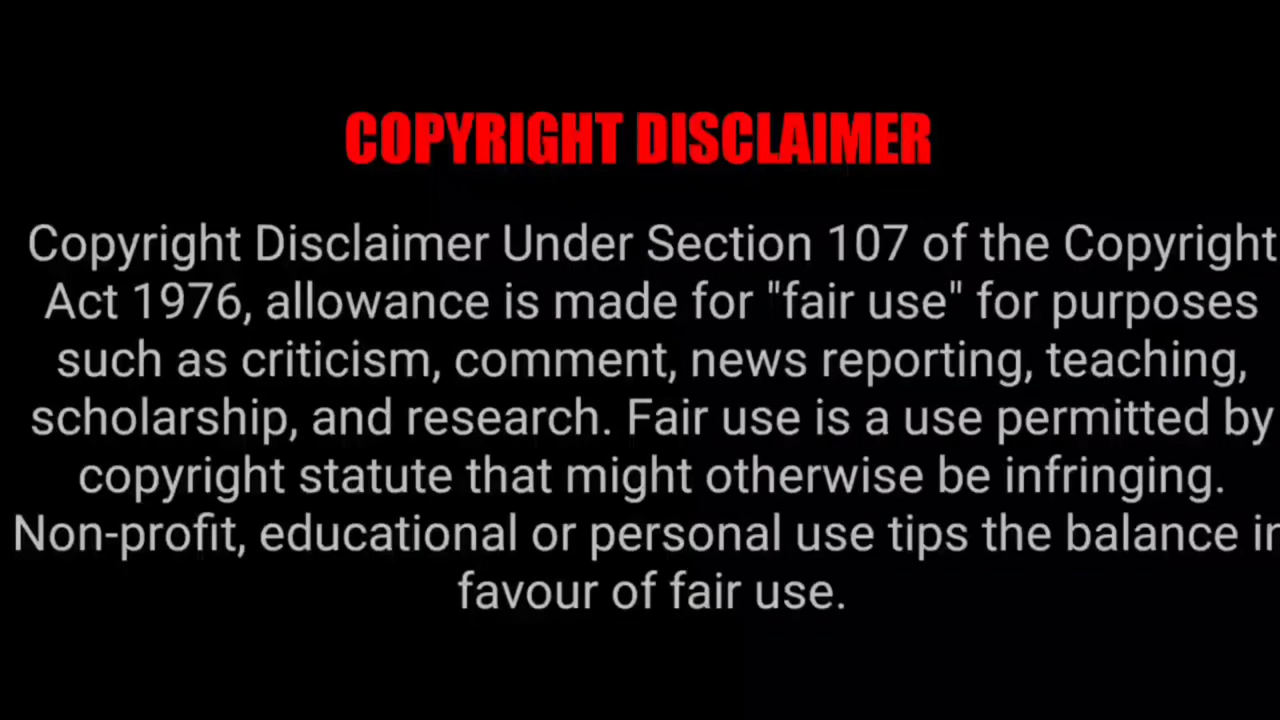 COPYRIGHT DISCLAIMER
Copyright Disclaimer Under Section 107 of the Copyright
Act 1976, allowance is made for "fair use" for purposes
such as criticism, comment, news reporting, teaching,
scholarship, and research. Fair use is a use permitted by
copyright statute that might otherwise be infringing.
Non-profit, educational or personal use tips the balance in
favour of fair use.